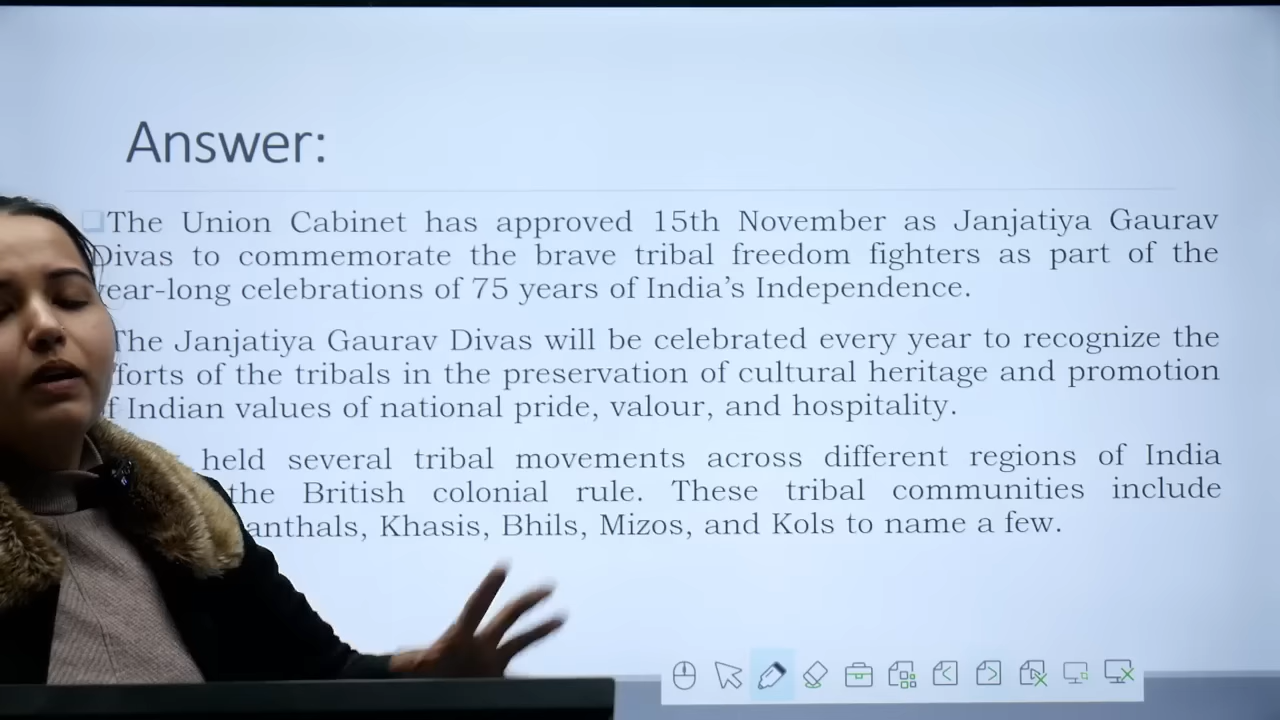 Answer:
The Union Cabinet has approved 15th November as Janjatiya Gaurav
Divas to commemorate the brave tribal freedom fighters as part of the
year-long celebrations of 75 years of India's Independence.
The Janjatiya Gaurav Divas will be celebrated every year to recognize the
of the tribals in the preservation of cultural heritage and promotion
Indian values of national pride, valour, and hospitality.
held several tribal movements across different regions of India
the British colonial rule. These tribal communities include
Khasis, Bhils, Mizos, and Kols to name a few.